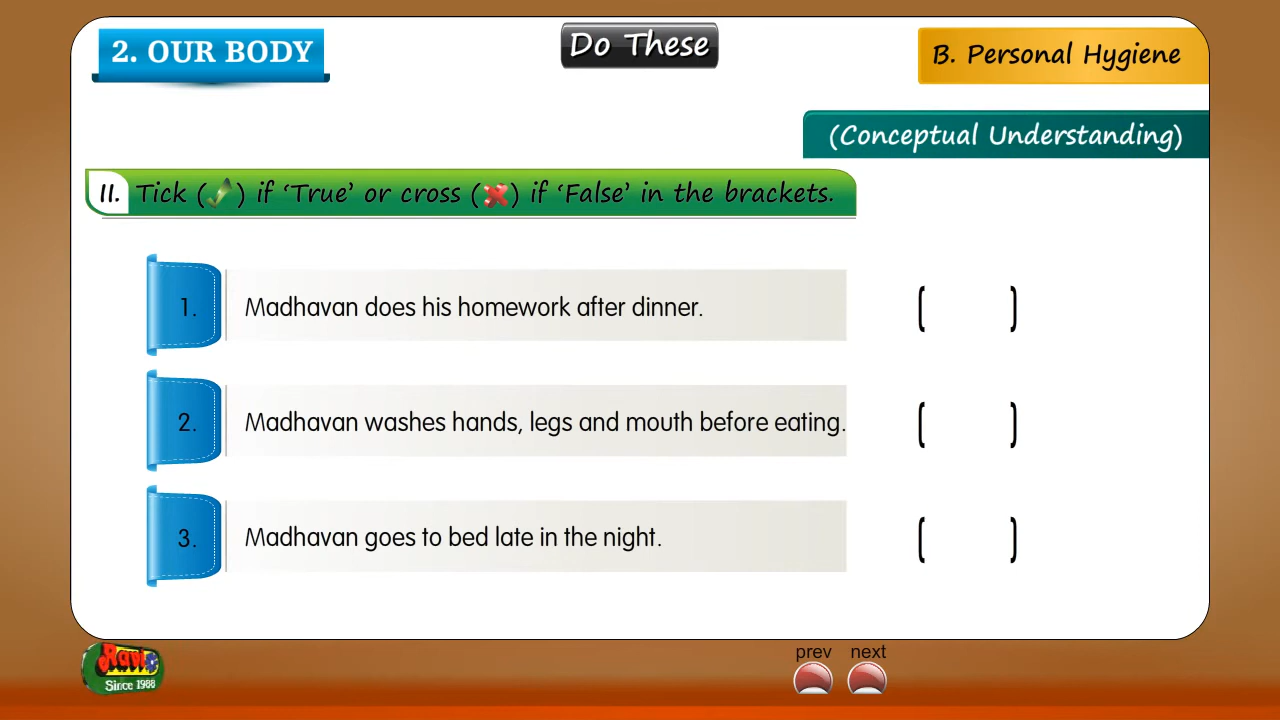 2. OUR BODY
Do These
B. Personal Hygiene
(Conceptual Understanding)
II. Tick ( ) if ‘True’ or cross ( ) if ‘False’ in the brackets.
1. Madhavan does his homework after dinner. ( )
2. Madhavan washes hands, legs and mouth before eating. ( )
3. Madhavan goes to bed late in the night. ( )
Since 1988
prev next